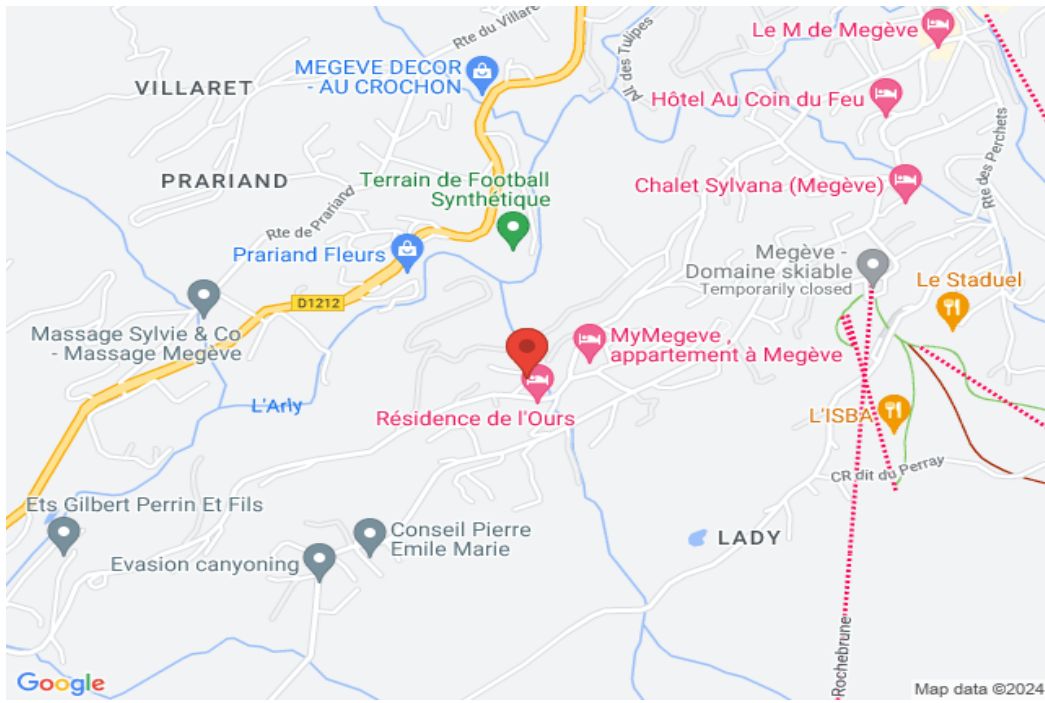 Le M de Megève
Rte du Villaret
All. des Tulipes
MEGEVE DECOR
- AU CROCHON
VILLARET
Hôtel Au Coin du Feu
Rte des Perchets
PRARIAND
Terrain de Football
Synthétique
Chalet Sylvana (Megève)
Rte de Prariand
Prariand Fleurs
Megève -
Domaine skiable
Temporarily closed
Le Staduel
D1212
Massage Sylvie & Co
- Massage Megève
MyMegeve ,
appartement à Megève
L'Arly
Résidence de l'Ours
L'ISBA
CR dit du Perray
Ets Gilbert Perrin Et Fils
Conseil Pierre
Emile Marie
LADY
Evasion canyoning
Rochebrune
Google
Map data ©2024